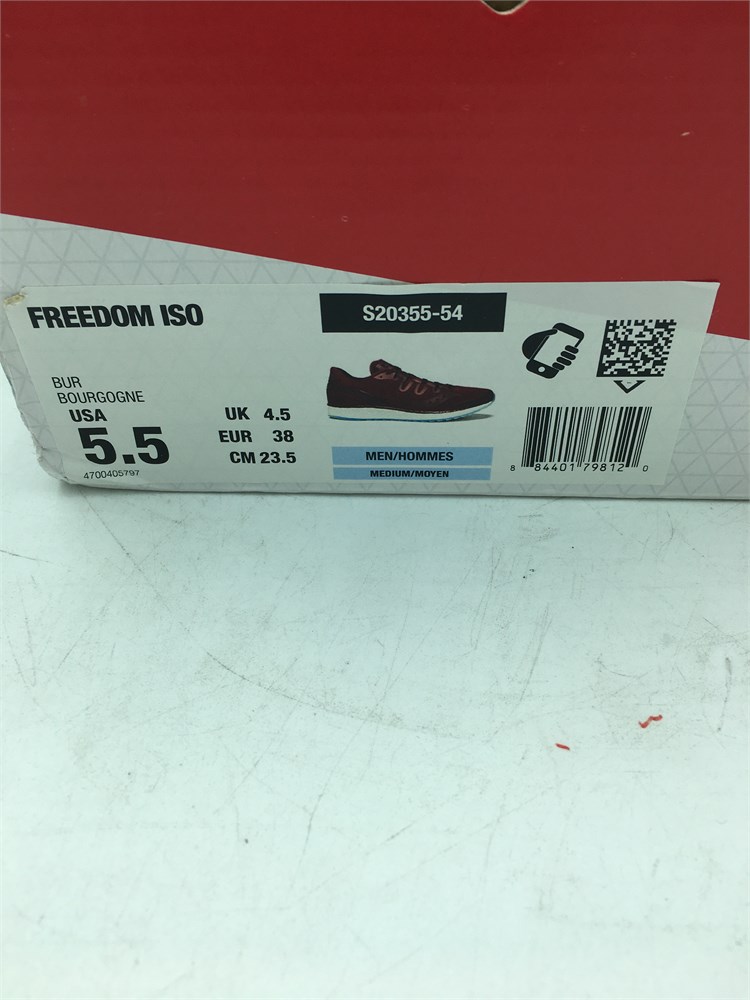 FREEDOM ISO
S20355-54
BUR
BOURGOGNE
USA
5.5
4700405797
UK 4.5
EUR 38
CM 23.5
MEN/HOMMES
MEDIUM/MOYEN
8 84401 79812 0